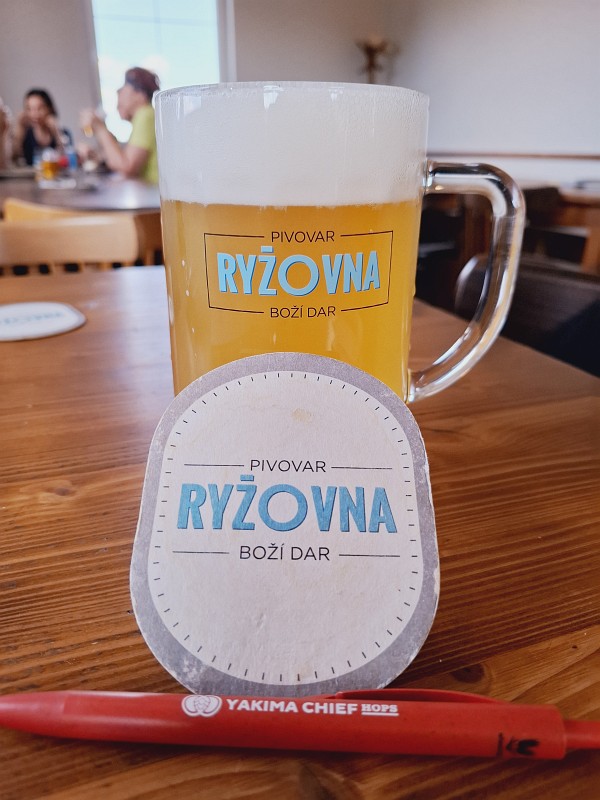 PIVOVAR
RYŽOVNA
BOŽÍ DAR
PIVOVAR
RYŽOVNA
BOŽÍ DAR
YAKIMA CHIEF HOPS